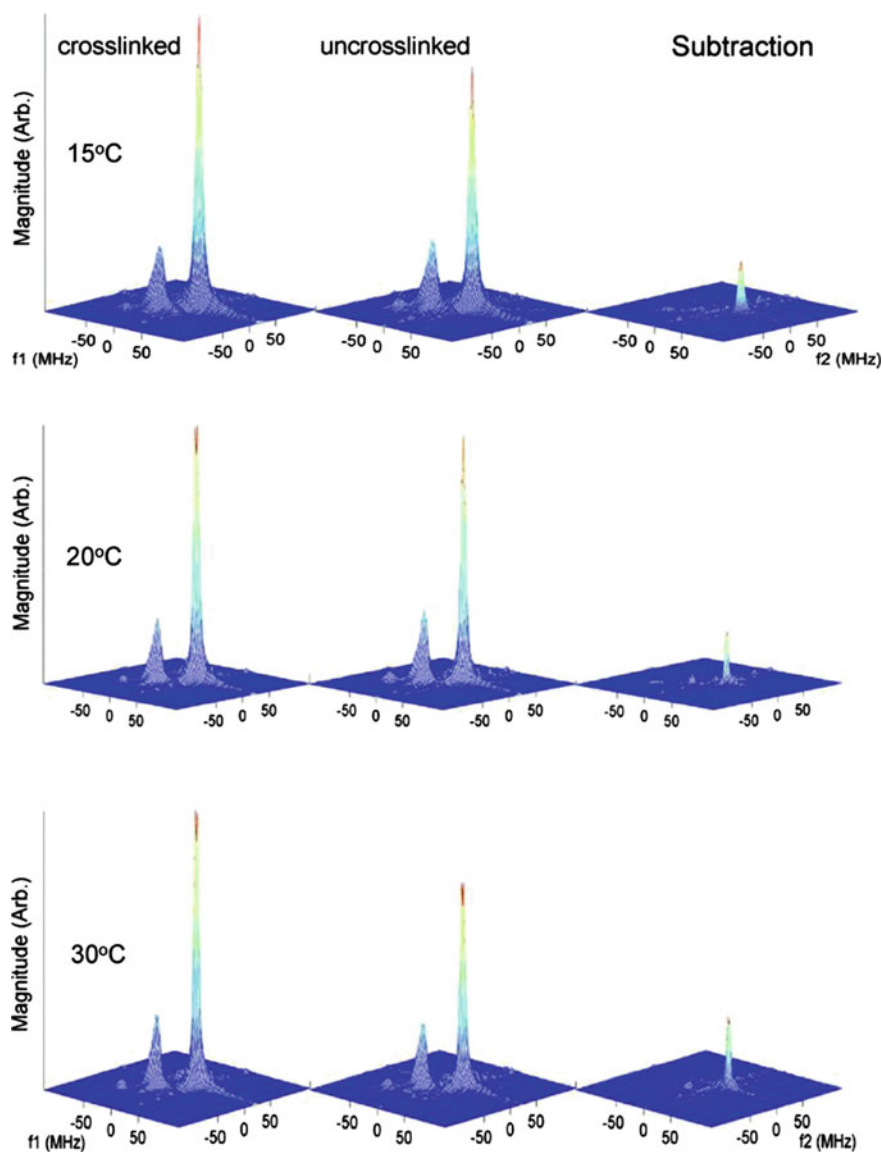 crosslinked uncrosslinked Subtraction
Magnitude (Arb.)
15°C
-50 0 50 -50 0 50 -50 0 50 -50 0 50 -50 0 50 -50 0 50
f1 (MHz) f2 (MHz)
Magnitude (Arb.)
20°C
-50 0 50 -50 0 50 -50 0 50 -50 0 50 -50 0 50 -50 0 50
Magnitude (Arb.)
30°C
-50 0 50 -50 0 50 -50 0 50 -50 0 50 -50 0 50 -50 0 50
f1 (MHz) f2 (MHz)